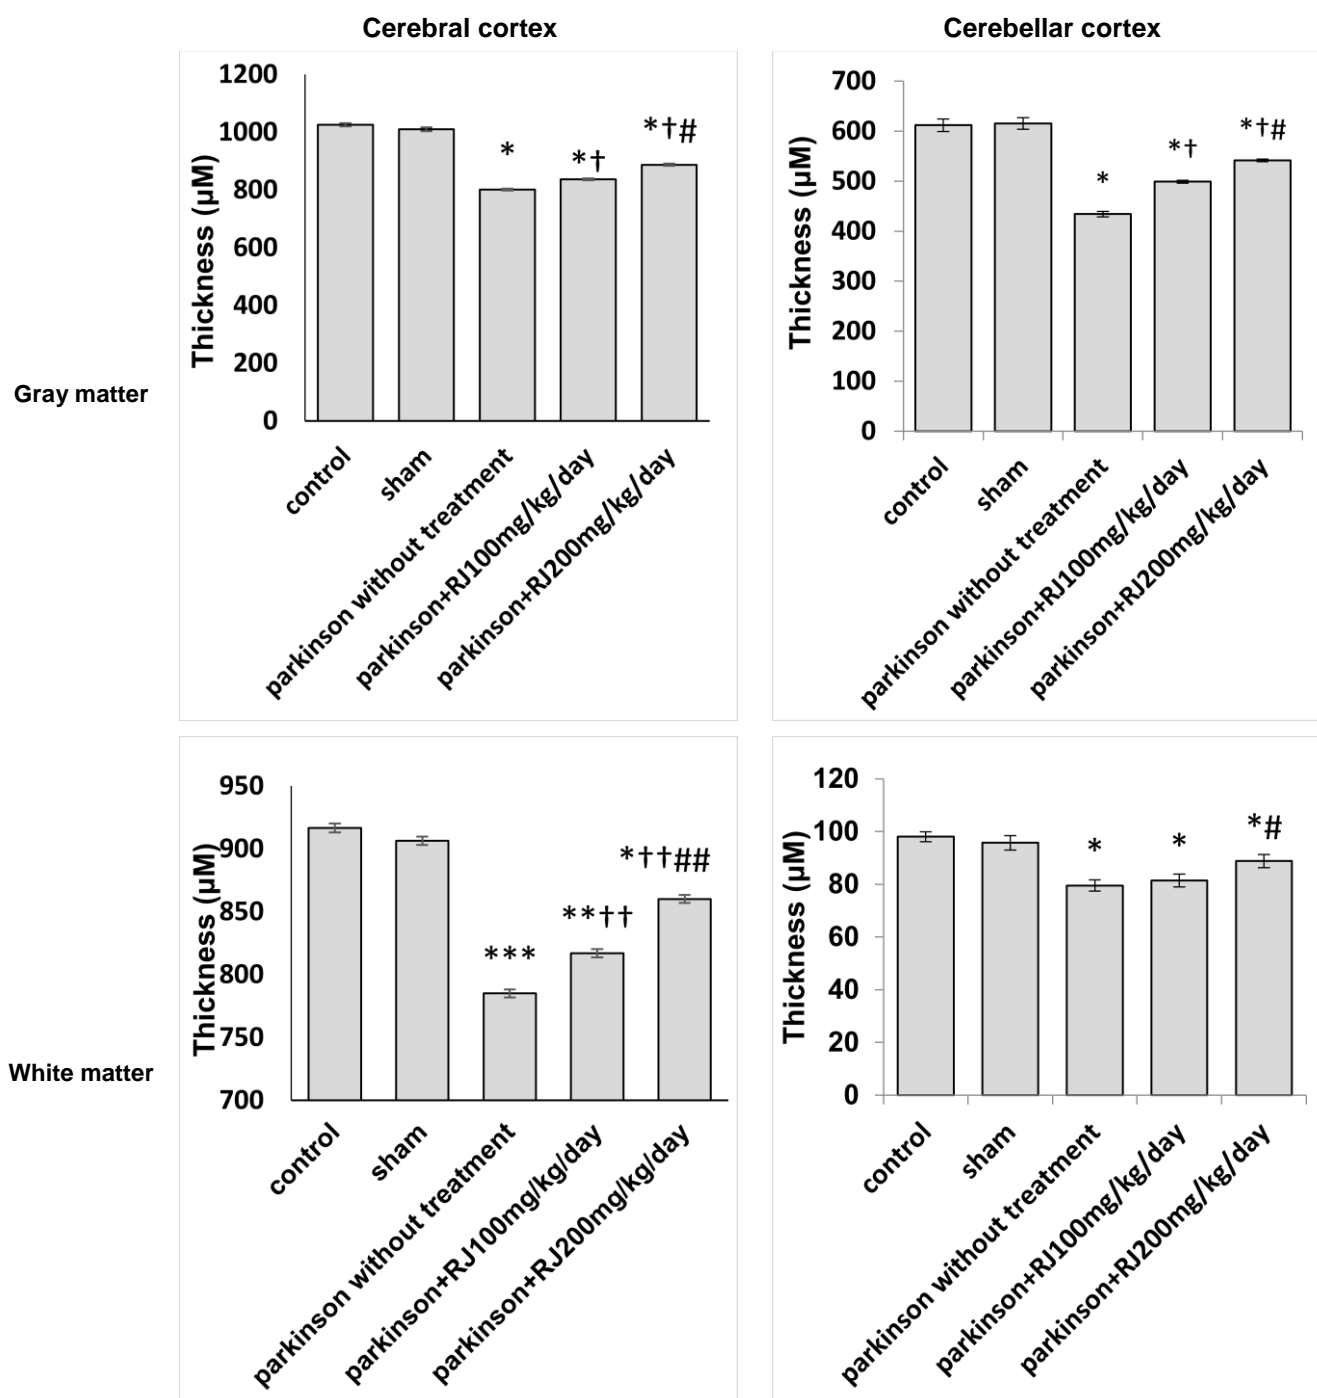 Cerebral cortex
Cerebellar cortex
Gray matter
Thickness (µM)
1200
1000
800
600
400
200
0
*
*†
*†#
control
sham
parkinson without treatment
parkinson+RJ100mg/kg/day
parkinson+RJ200mg/kg/day
Thickness (µM)
700
600
500
400
300
200
100
0
*
*†
*†#
control
sham
parkinson without treatment
parkinson+RJ100mg/kg/day
parkinson+RJ200mg/kg/day
White matter
Thickness (µM)
950
900
850
800
750
700
***
**††
*††##
control
sham
parkinson without treatment
parkinson+RJ100mg/kg/day
parkinson+RJ200mg/kg/day
Thickness (µM)
120
100
80
60
40
20
0
*
*
*#
control
sham
parkinson without treatment
parkinson+RJ100mg/kg/day
parkinson+RJ200mg/kg/day